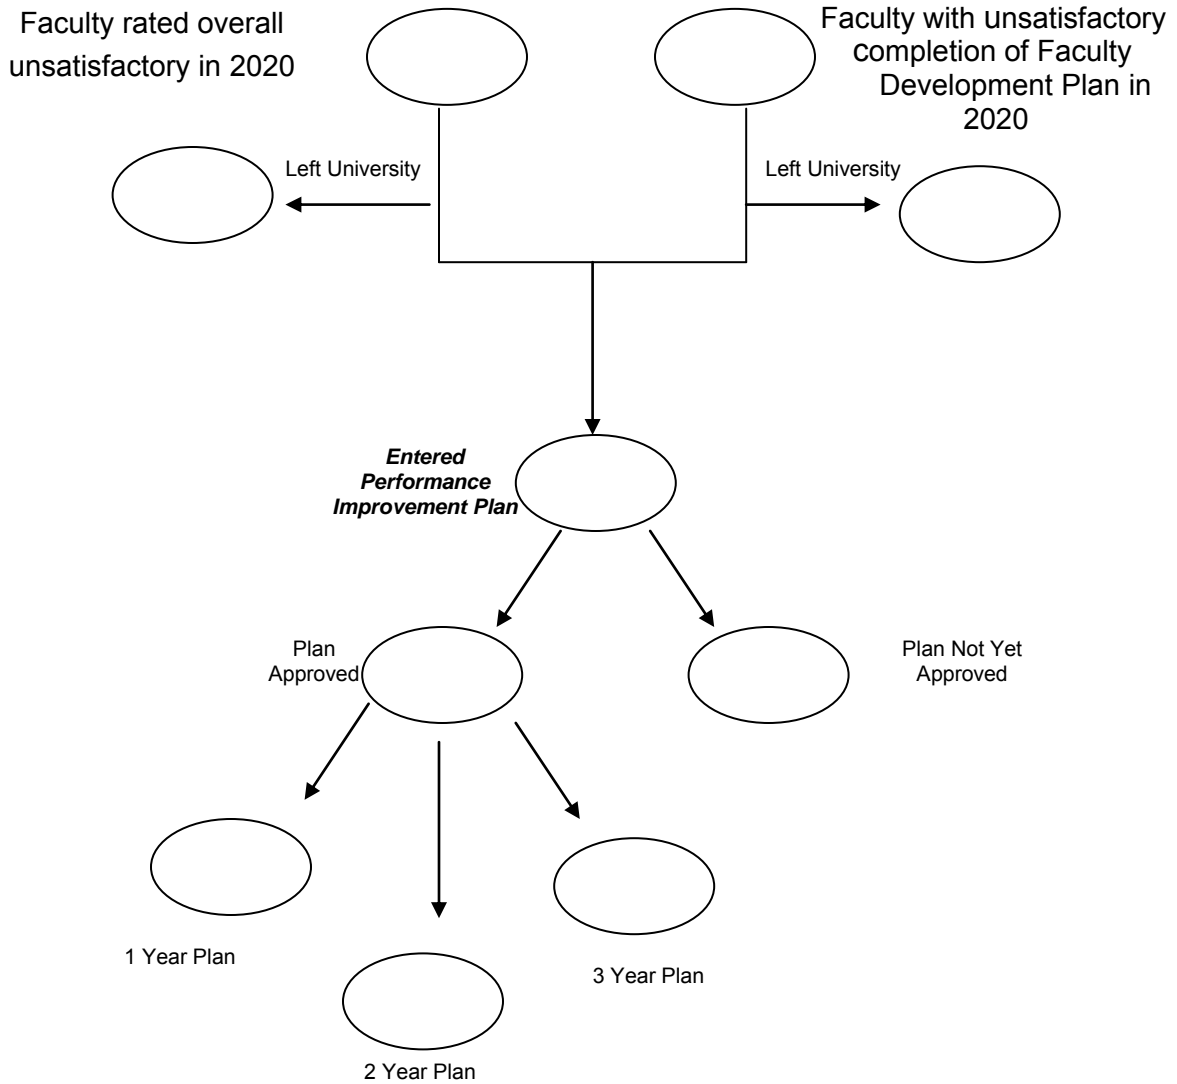 Faculty rated overall
unsatisfactory in 2020
Faculty with unsatisfactory
completion of Faculty
Development Plan in
2020
Left University
Left University
Entered
Performance
Improvement Plan
Plan
Approved
Plan Not Yet
Approved
1 Year Plan
3 Year Plan
2 Year Plan